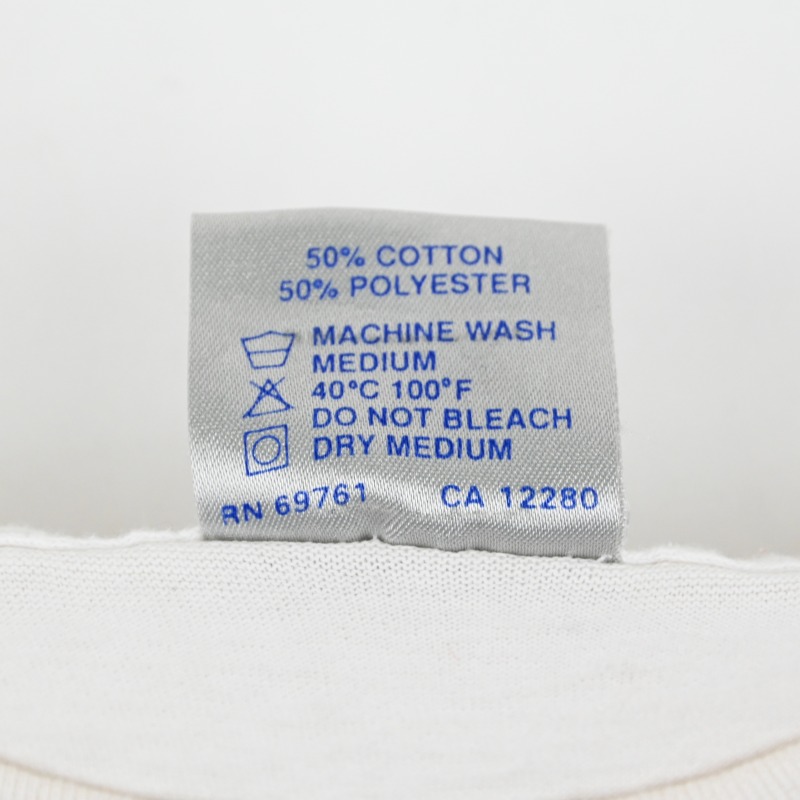 50% COTTON
50% POLYESTER
MACHINE WASH
MEDIUM
40°C 100°F
DO NOT BLEACH
DRY MEDIUM
RN 69761 CA 12280